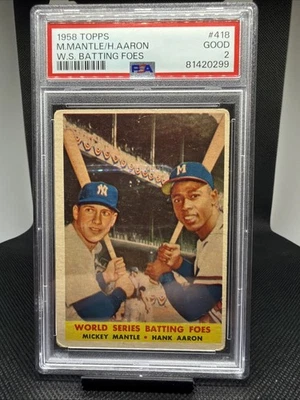 1958 TOPPS #418
M.MANTLE/H.AARON GOOD
W.S. BATTING FOES 2
PSA 81420299
NY
M
WORLD SERIES BATTING FOES
MICKEY MANTLE • HANK AARON